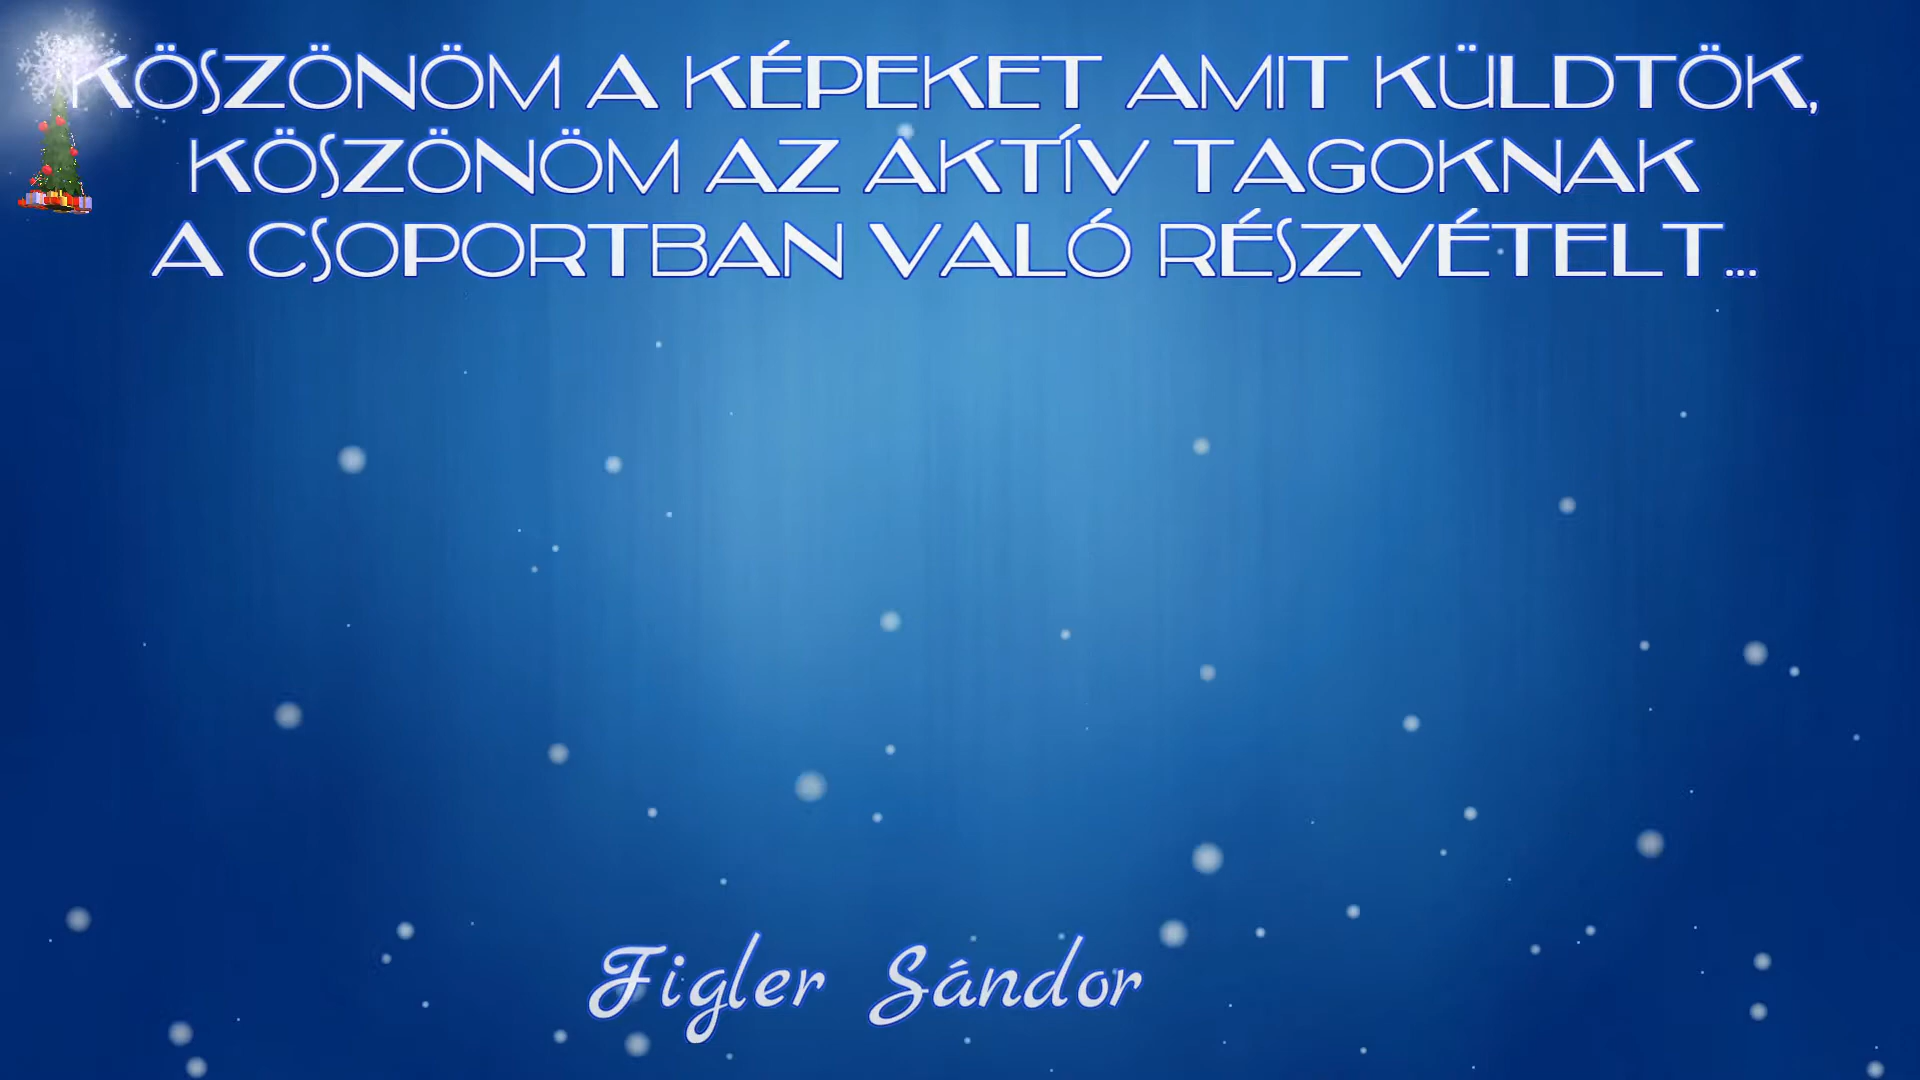 KÖSZÖNÖM A KÉPEKET AMIT KÜLDTÖK,
KÖSZÖNÖM AZ AKTÍV TAGOKNAK
A CSOPORTBAN VALÓ RÉSZVÉTELT...
Figler Sándor